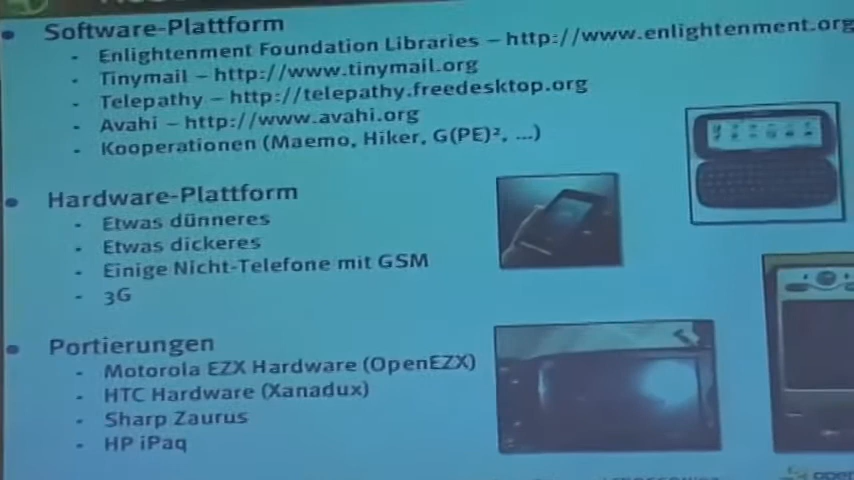 Software-Plattform
- Enlightenment Foundation Libraries – http://www.enlightenment.org
- Tinymail – http://www.tinymail.org
- Telepathy – http://telepathy.freedesktop.org
- Avahi – http://www.avahi.org
- Kooperationen (Maemo, Hiker, G(PE)², ...)
Hardware-Plattform
- Etwas dünneres
- Etwas dickeres
- Einige Nicht-Telefone mit GSM
- 3G
Portierungen
- Motorola EZX Hardware (OpenEZX)
- HTC Hardware (Xanadux)
- Sharp Zaurus
- HP iPaq